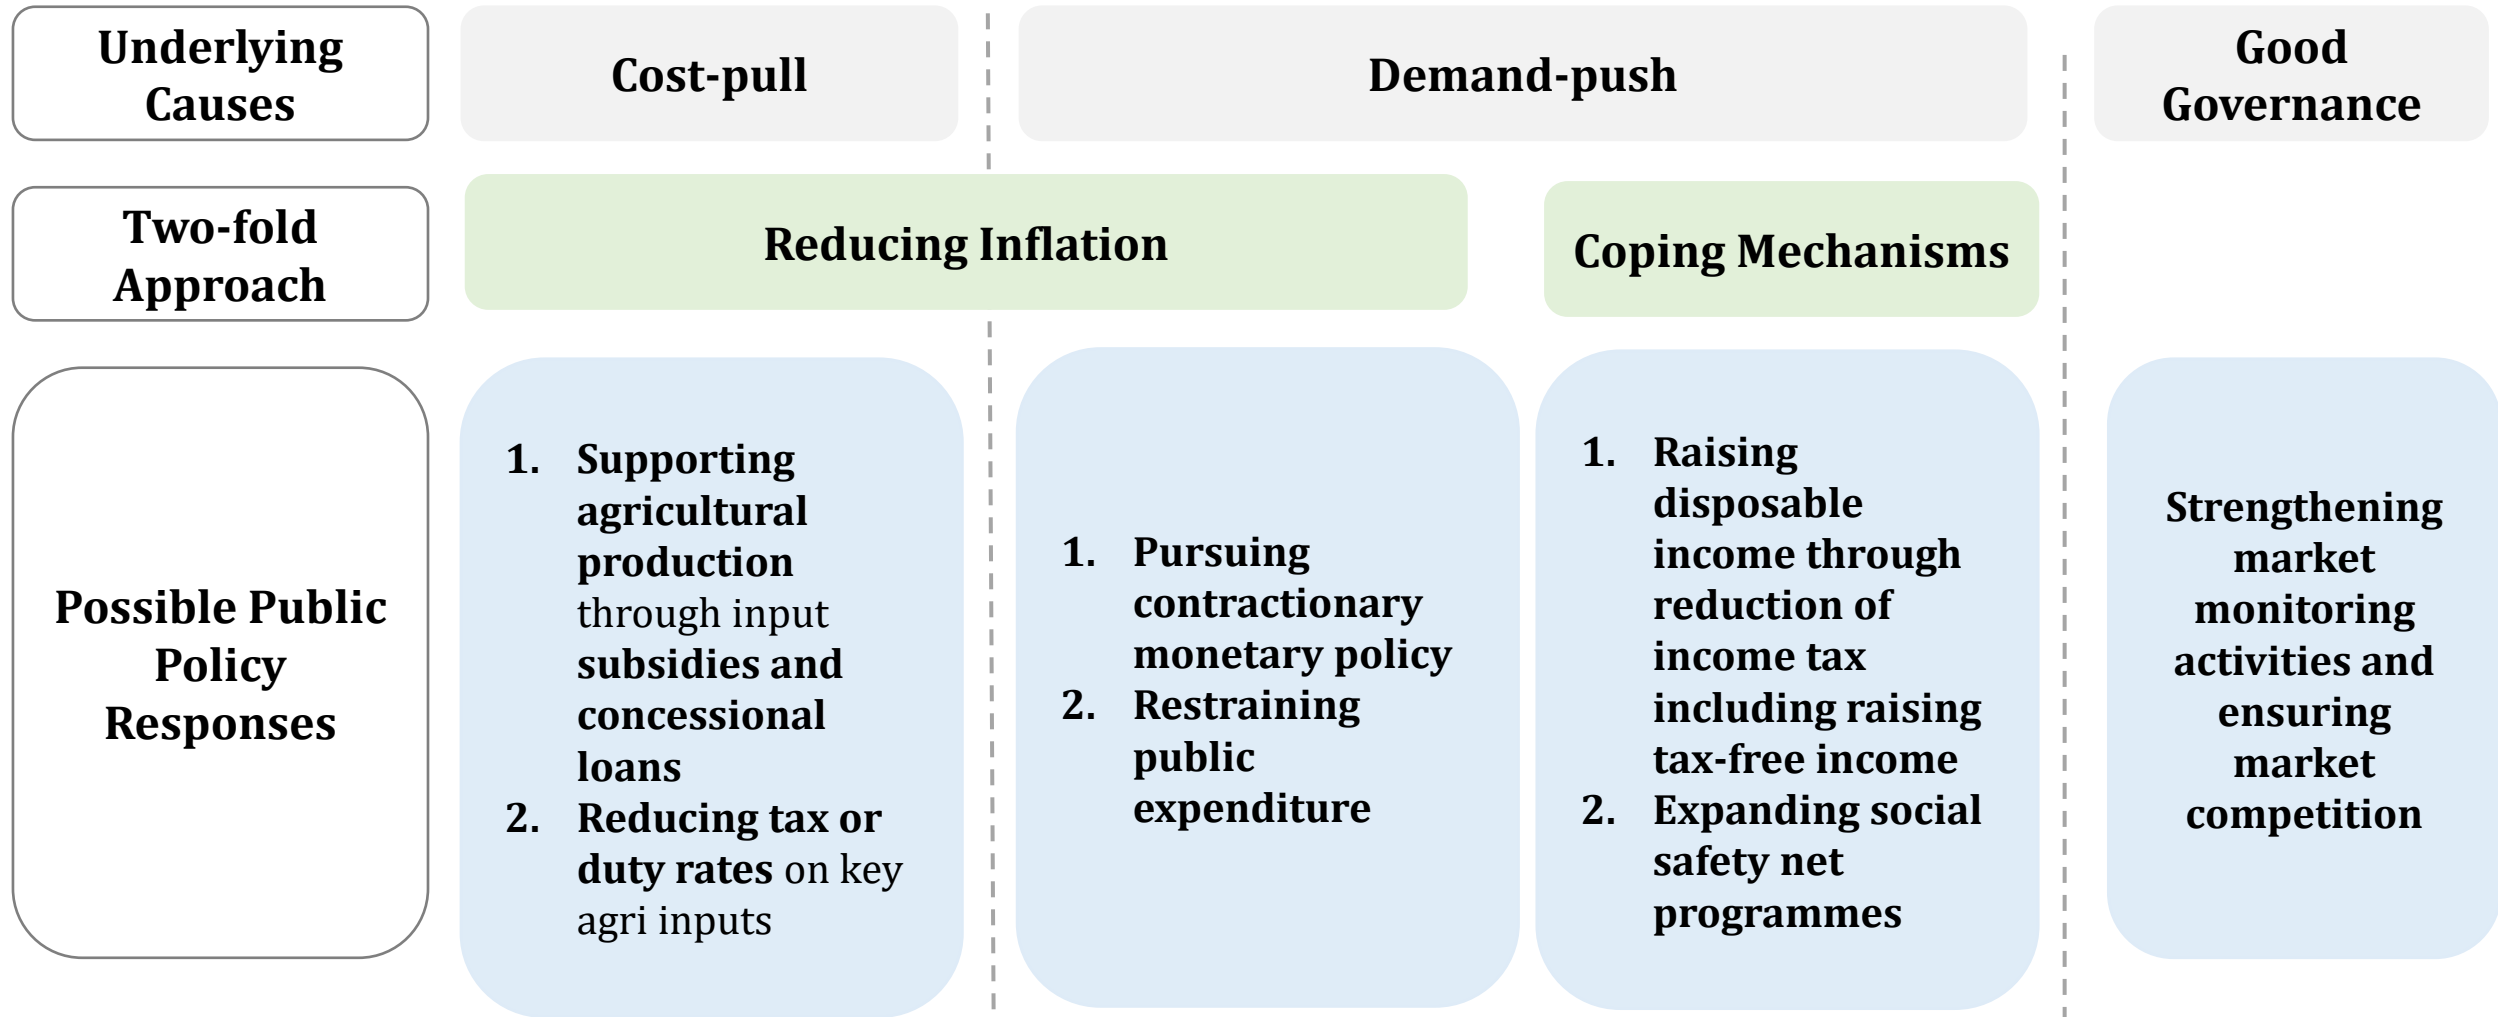 Underlying
Causes
Cost-pull
Demand-push
Good
Governance
Two-fold
Approach
Reducing Inflation
Coping Mechanisms
Possible Public
Policy
Responses
1. Supporting
agricultural
production
through input
subsidies and
concessional
loans
2. Reducing tax or
duty rates on key
agri inputs
1. Pursuing
contractionary
monetary policy
2. Restraining
public
expenditure
1. Raising
disposable
income through
reduction of
income tax
including raising
tax-free income
2. Expanding social
safety net
programmes
Strengthening
market
monitoring
activities and
ensuring
market
competition